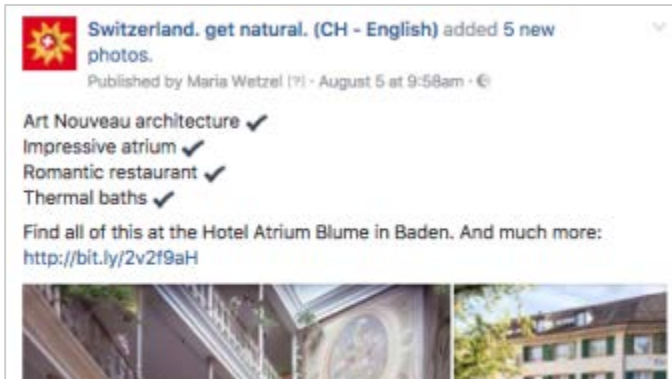 Switzerland. get natural. (CH - English) added 5 new
photos.
Published by Maria Wetzel [?] · August 5 at 9:58am ·
Art Nouveau architecture ✔
Impressive atrium ✔
Romantic restaurant ✔
Thermal baths ✔
Find all of this at the Hotel Atrium Blume in Baden. And much more:
http://bit.ly/2v2f9aH